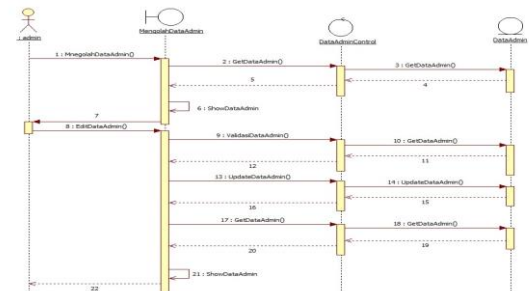 : admin
MengolahDataAdmin
DataAdminControl
DataAdmin
1 : MnegolahDataAdmin()
2 : GetDataAdmin()
3 : GetDataAdmin()
4
5
6 : ShowDataAdmin
7
8 : EditDataAdmin()
9 : ValidasiDataAdmin()
10 : GetDataAdmin()
11
12
13 : UpdateDataAdmin()
14 : UpdateDataAdmin()
15
16
17 : GetDataAdmin()
18 : GetDataAdmin()
19
20
21 : ShowDataAdmin
22